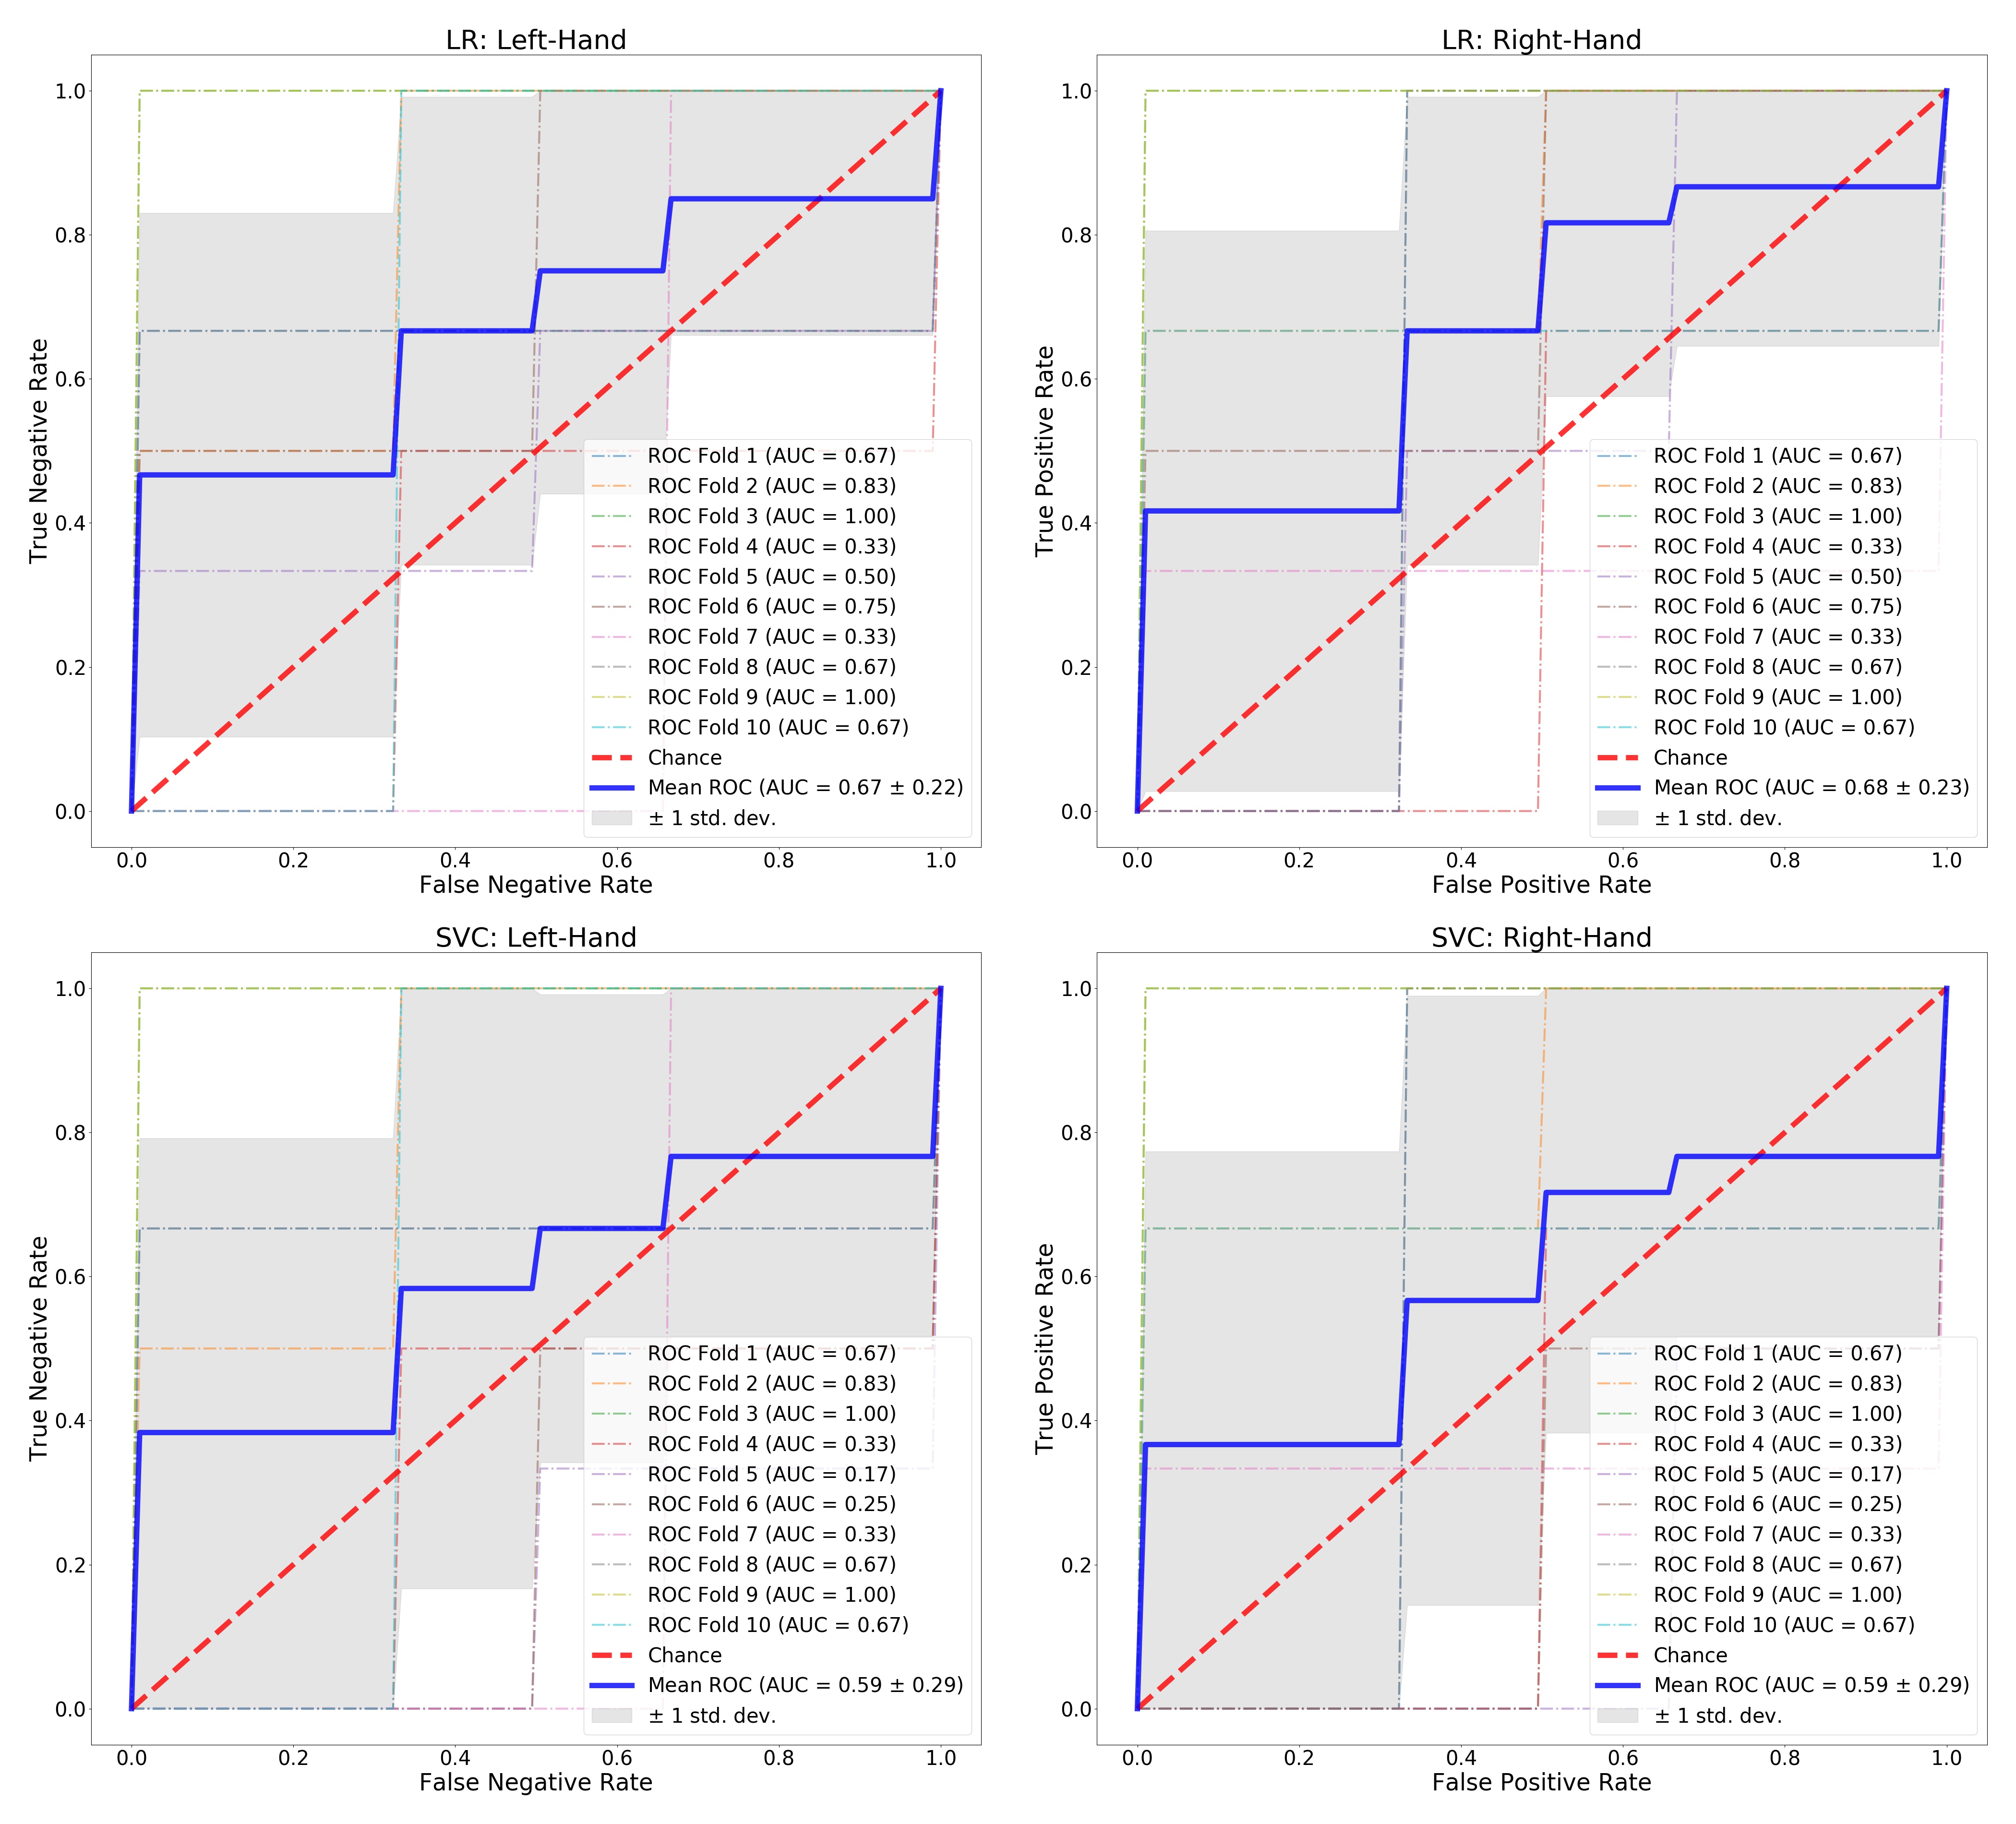 LR: Left-Hand
True Negative Rate
1.0
0.8
0.6
0.4
0.2
0.0
ROC Fold 1 (AUC = 0.67)
ROC Fold 2 (AUC = 0.83)
ROC Fold 3 (AUC = 1.00)
ROC Fold 4 (AUC = 0.33)
ROC Fold 5 (AUC = 0.50)
ROC Fold 6 (AUC = 0.75)
ROC Fold 7 (AUC = 0.33)
ROC Fold 8 (AUC = 0.67)
ROC Fold 9 (AUC = 1.00)
ROC Fold 10 (AUC = 0.67)
Chance
Mean ROC (AUC = 0.67 ± 0.22)
± 1 std. dev.
0.0 0.2 0.4 0.6 0.8 1.0
False Negative Rate
LR: Right-Hand
True Positive Rate
1.0
0.8
0.6
0.4
0.2
0.0
ROC Fold 1 (AUC = 0.67)
ROC Fold 2 (AUC = 0.83)
ROC Fold 3 (AUC = 1.00)
ROC Fold 4 (AUC = 0.33)
ROC Fold 5 (AUC = 0.50)
ROC Fold 6 (AUC = 0.75)
ROC Fold 7 (AUC = 0.33)
ROC Fold 8 (AUC = 0.67)
ROC Fold 9 (AUC = 1.00)
ROC Fold 10 (AUC = 0.67)
Chance
Mean ROC (AUC = 0.68 ± 0.23)
± 1 std. dev.
0.0 0.2 0.4 0.6 0.8 1.0
False Positive Rate
SVC: Left-Hand
True Negative Rate
1.0
0.8
0.6
0.4
0.2
0.0
ROC Fold 1 (AUC = 0.67)
ROC Fold 2 (AUC = 0.83)
ROC Fold 3 (AUC = 1.00)
ROC Fold 4 (AUC = 0.33)
ROC Fold 5 (AUC = 0.17)
ROC Fold 6 (AUC = 0.25)
ROC Fold 7 (AUC = 0.33)
ROC Fold 8 (AUC = 0.67)
ROC Fold 9 (AUC = 1.00)
ROC Fold 10 (AUC = 0.67)
Chance
Mean ROC (AUC = 0.59 ± 0.29)
± 1 std. dev.
0.0 0.2 0.4 0.6 0.8 1.0
False Negative Rate
SVC: Right-Hand
True Positive Rate
1.0
0.8
0.6
0.4
0.2
0.0
ROC Fold 1 (AUC = 0.67)
ROC Fold 2 (AUC = 0.83)
ROC Fold 3 (AUC = 1.00)
ROC Fold 4 (AUC = 0.33)
ROC Fold 5 (AUC = 0.17)
ROC Fold 6 (AUC = 0.25)
ROC Fold 7 (AUC = 0.33)
ROC Fold 8 (AUC = 0.67)
ROC Fold 9 (AUC = 1.00)
ROC Fold 10 (AUC = 0.67)
Chance
Mean ROC (AUC = 0.59 ± 0.29)
± 1 std. dev.
0.0 0.2 0.4 0.6 0.8 1.0
False Positive Rate